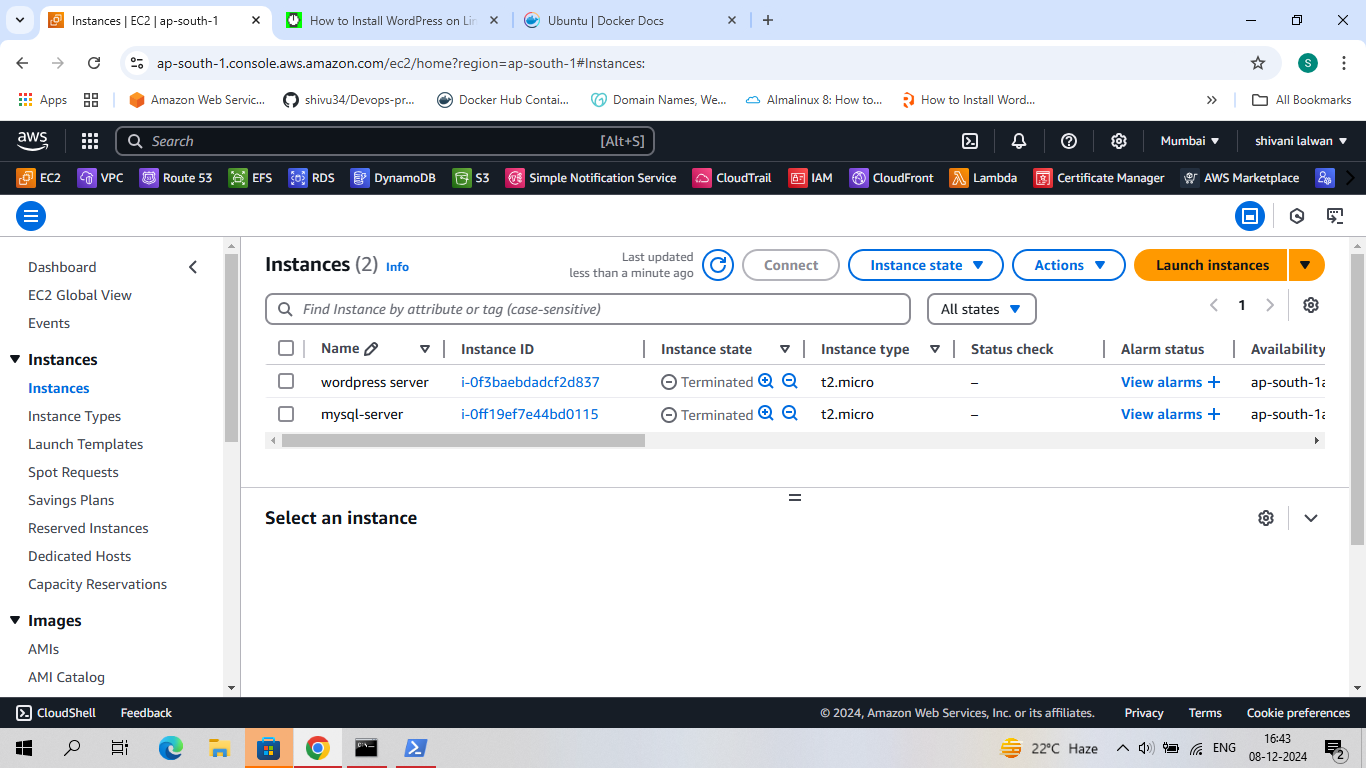 Instances | EC2 | ap-south-1
How to Install WordPress on Lin
Ubuntu | Docker Docs
ap-south-1.console.aws.amazon.com/ec2/home?region=ap-south-1#Instances:
S
Apps
Amazon Web Servic...
shivu34/Devops-pr...
Docker Hub Contai...
Domain Names, We...
Almalinux 8: How to...
How to Install Word...
All Bookmarks
aws
Search
[Alt+S]
Mumbai
shivani lalwan
EC2
VPC
Route 53
EFS
RDS
DynamoDB
S3
Simple Notification Service
CloudTrail
IAM
CloudFront
Lambda
Certificate Manager
AWS Marketplace
Dashboard
EC2 Global View
Events
Instances
Instances
Instance Types
Launch Templates
Spot Requests
Savings Plans
Reserved Instances
Dedicated Hosts
Capacity Reservations
Images
AMIs
AMI Catalog
Instances (2) Info
Last updated
less than a minute ago
Connect
Instance state
Actions
Launch instances
Find Instance by attribute or tag (case-sensitive)
All states
1
Name Instance ID Instance state Instance type Status check Alarm status Availability
wordpress server i-0f3baebdadcf2d837 Terminated t2.micro – View alarms + ap-south-1a
mysql-server i-0ff19ef7e44bd0115 Terminated t2.micro – View alarms + ap-south-1a
Select an instance
CloudShell
Feedback
© 2024, Amazon Web Services, Inc. or its affiliates.
Privacy
Terms
Cookie preferences
22°C Haze
ENG
16:43
08-12-2024
2